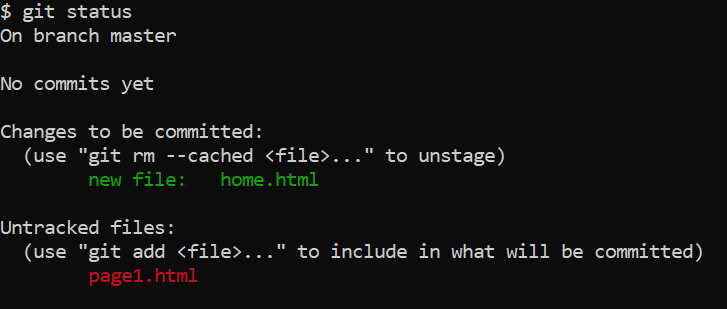 $ git status
On branch master
No commits yet
Changes to be committed:
(use "git rm --cached <file>..." to unstage)
new file: home.html
Untracked files:
(use "git add <file>..." to include in what will be committed)
page1.html